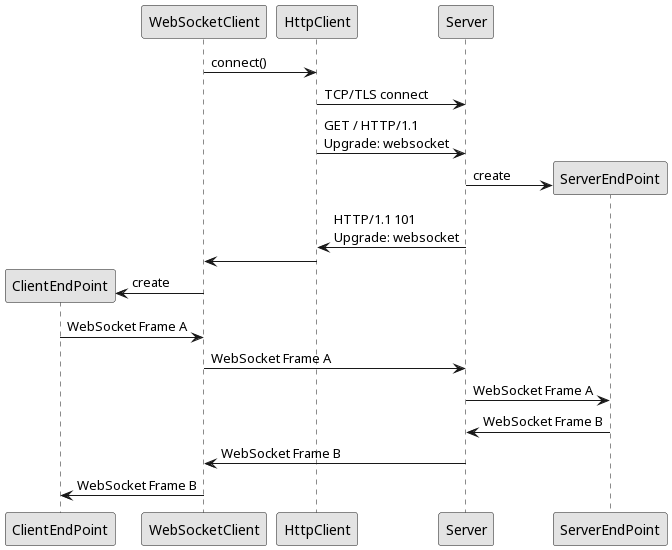 WebSocketClient
HttpClient
Server
connect()
TCP/TLS connect
GET / HTTP/1.1
Upgrade: websocket
create
ServerEndPoint
HTTP/1.1 101
Upgrade: websocket
ClientEndPoint
create
WebSocket Frame A
WebSocket Frame A
WebSocket Frame A
WebSocket Frame B
WebSocket Frame B
WebSocket Frame B
ClientEndPoint
WebSocketClient
HttpClient
Server
ServerEndPoint